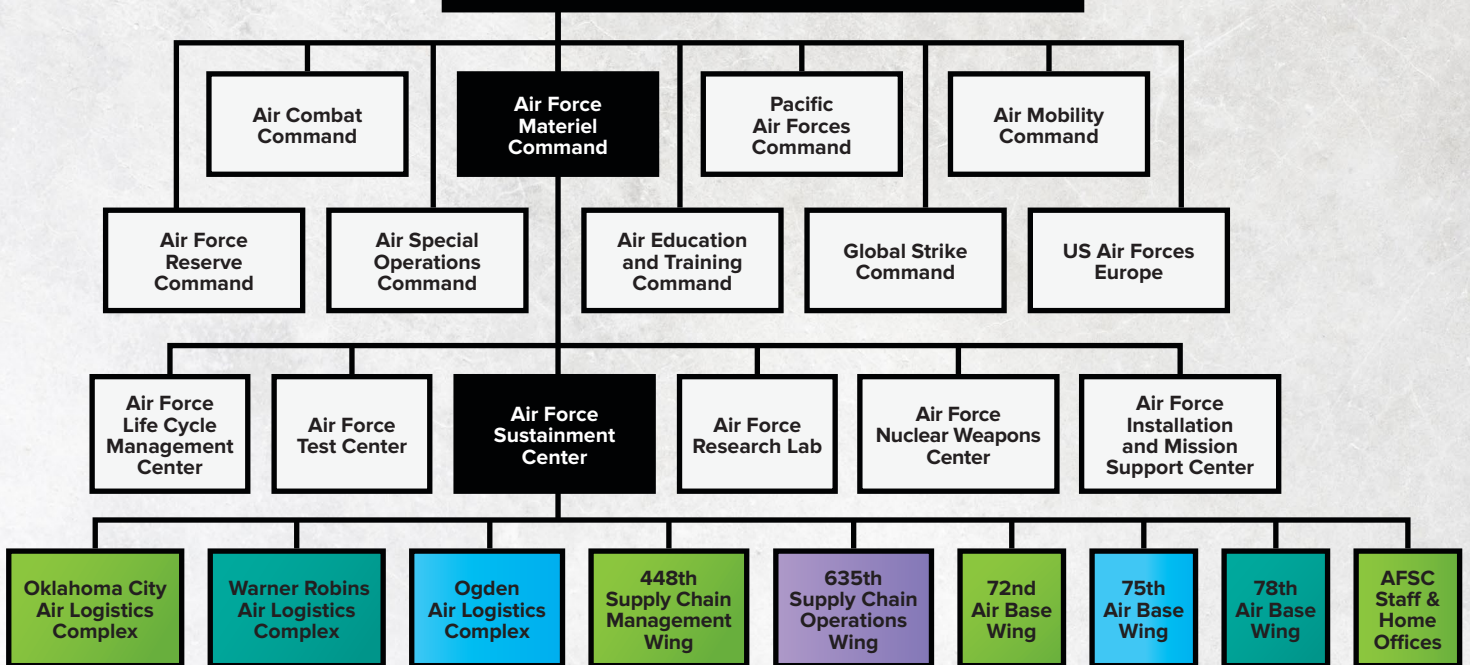 Air Combat
Command
Air Force
Materiel
Command
Pacific
Air Forces
Command
Air Mobility
Command
Air Force
Reserve
Command
Air Special
Operations
Command
Air Education
and Training
Command
Global Strike
Command
US Air Forces
Europe
Air Force
Life Cycle
Management
Center
Air Force
Test Center
Air Force
Sustainment
Center
Air Force
Research Lab
Air Force
Nuclear Weapons
Center
Air Force
Installation
and Mission
Support Center
Oklahoma City
Air Logistics
Complex
Warner Robins
Air Logistics
Complex
Ogden
Air Logistics
Complex
448th
Supply Chain
Management
Wing
635th
Supply Chain
Operations
Wing
72nd
Air Base
Wing
75th
Air Base
Wing
78th
Air Base
Wing
AFSC
Staff &
Home
Offices